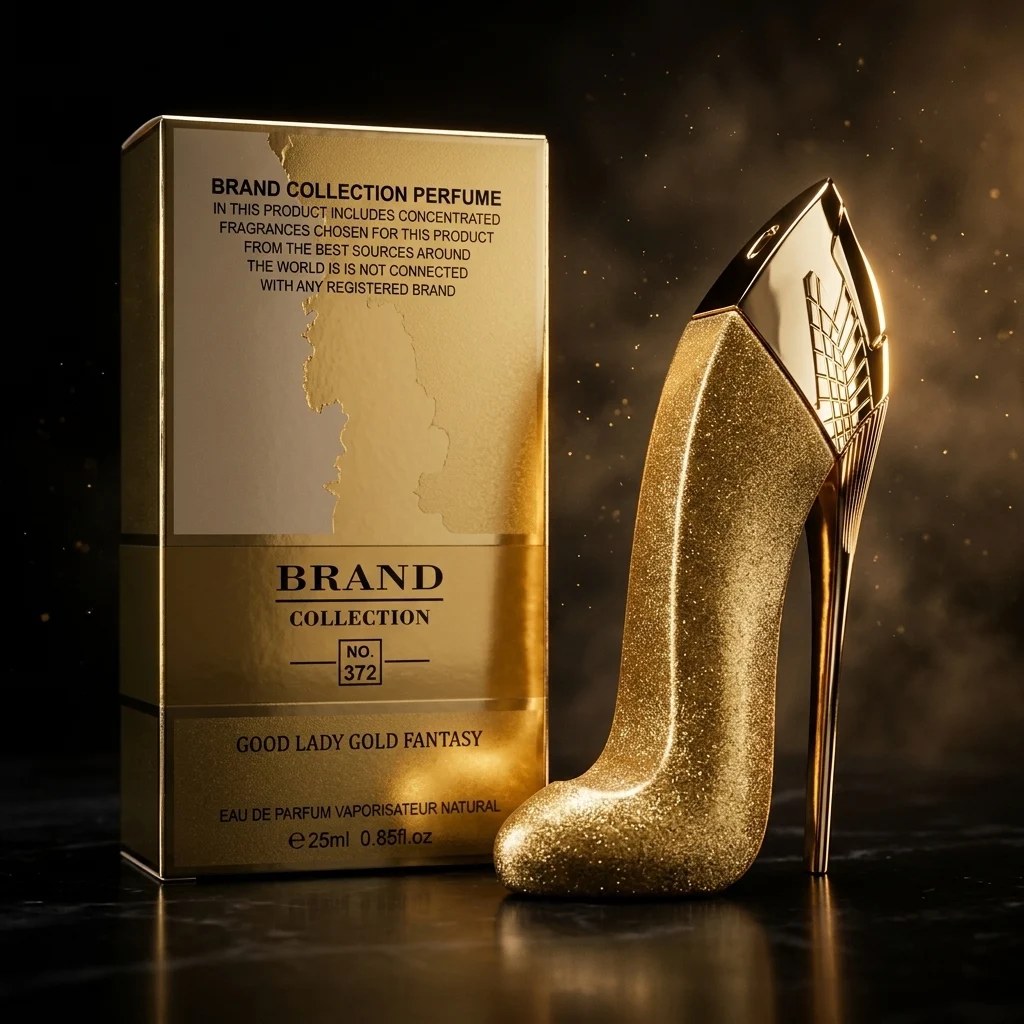 BRAND COLLECTION PERFUME
IN THIS PRODUCT INCLUDES CONCENTRATED
FRAGRANCES CHOSEN FOR THIS PRODUCT
FROM THE BEST SOURCES AROUND
THE WORLD IS IS NOT CONNECTED
WITH ANY REGISTERED BRAND
BRAND
COLLECTION
NO.
372
GOOD LADY GOLD FANTASY
EAU DE PARFUM VAPORISATEUR NATURAL
℮25ml 0.85fl.oz